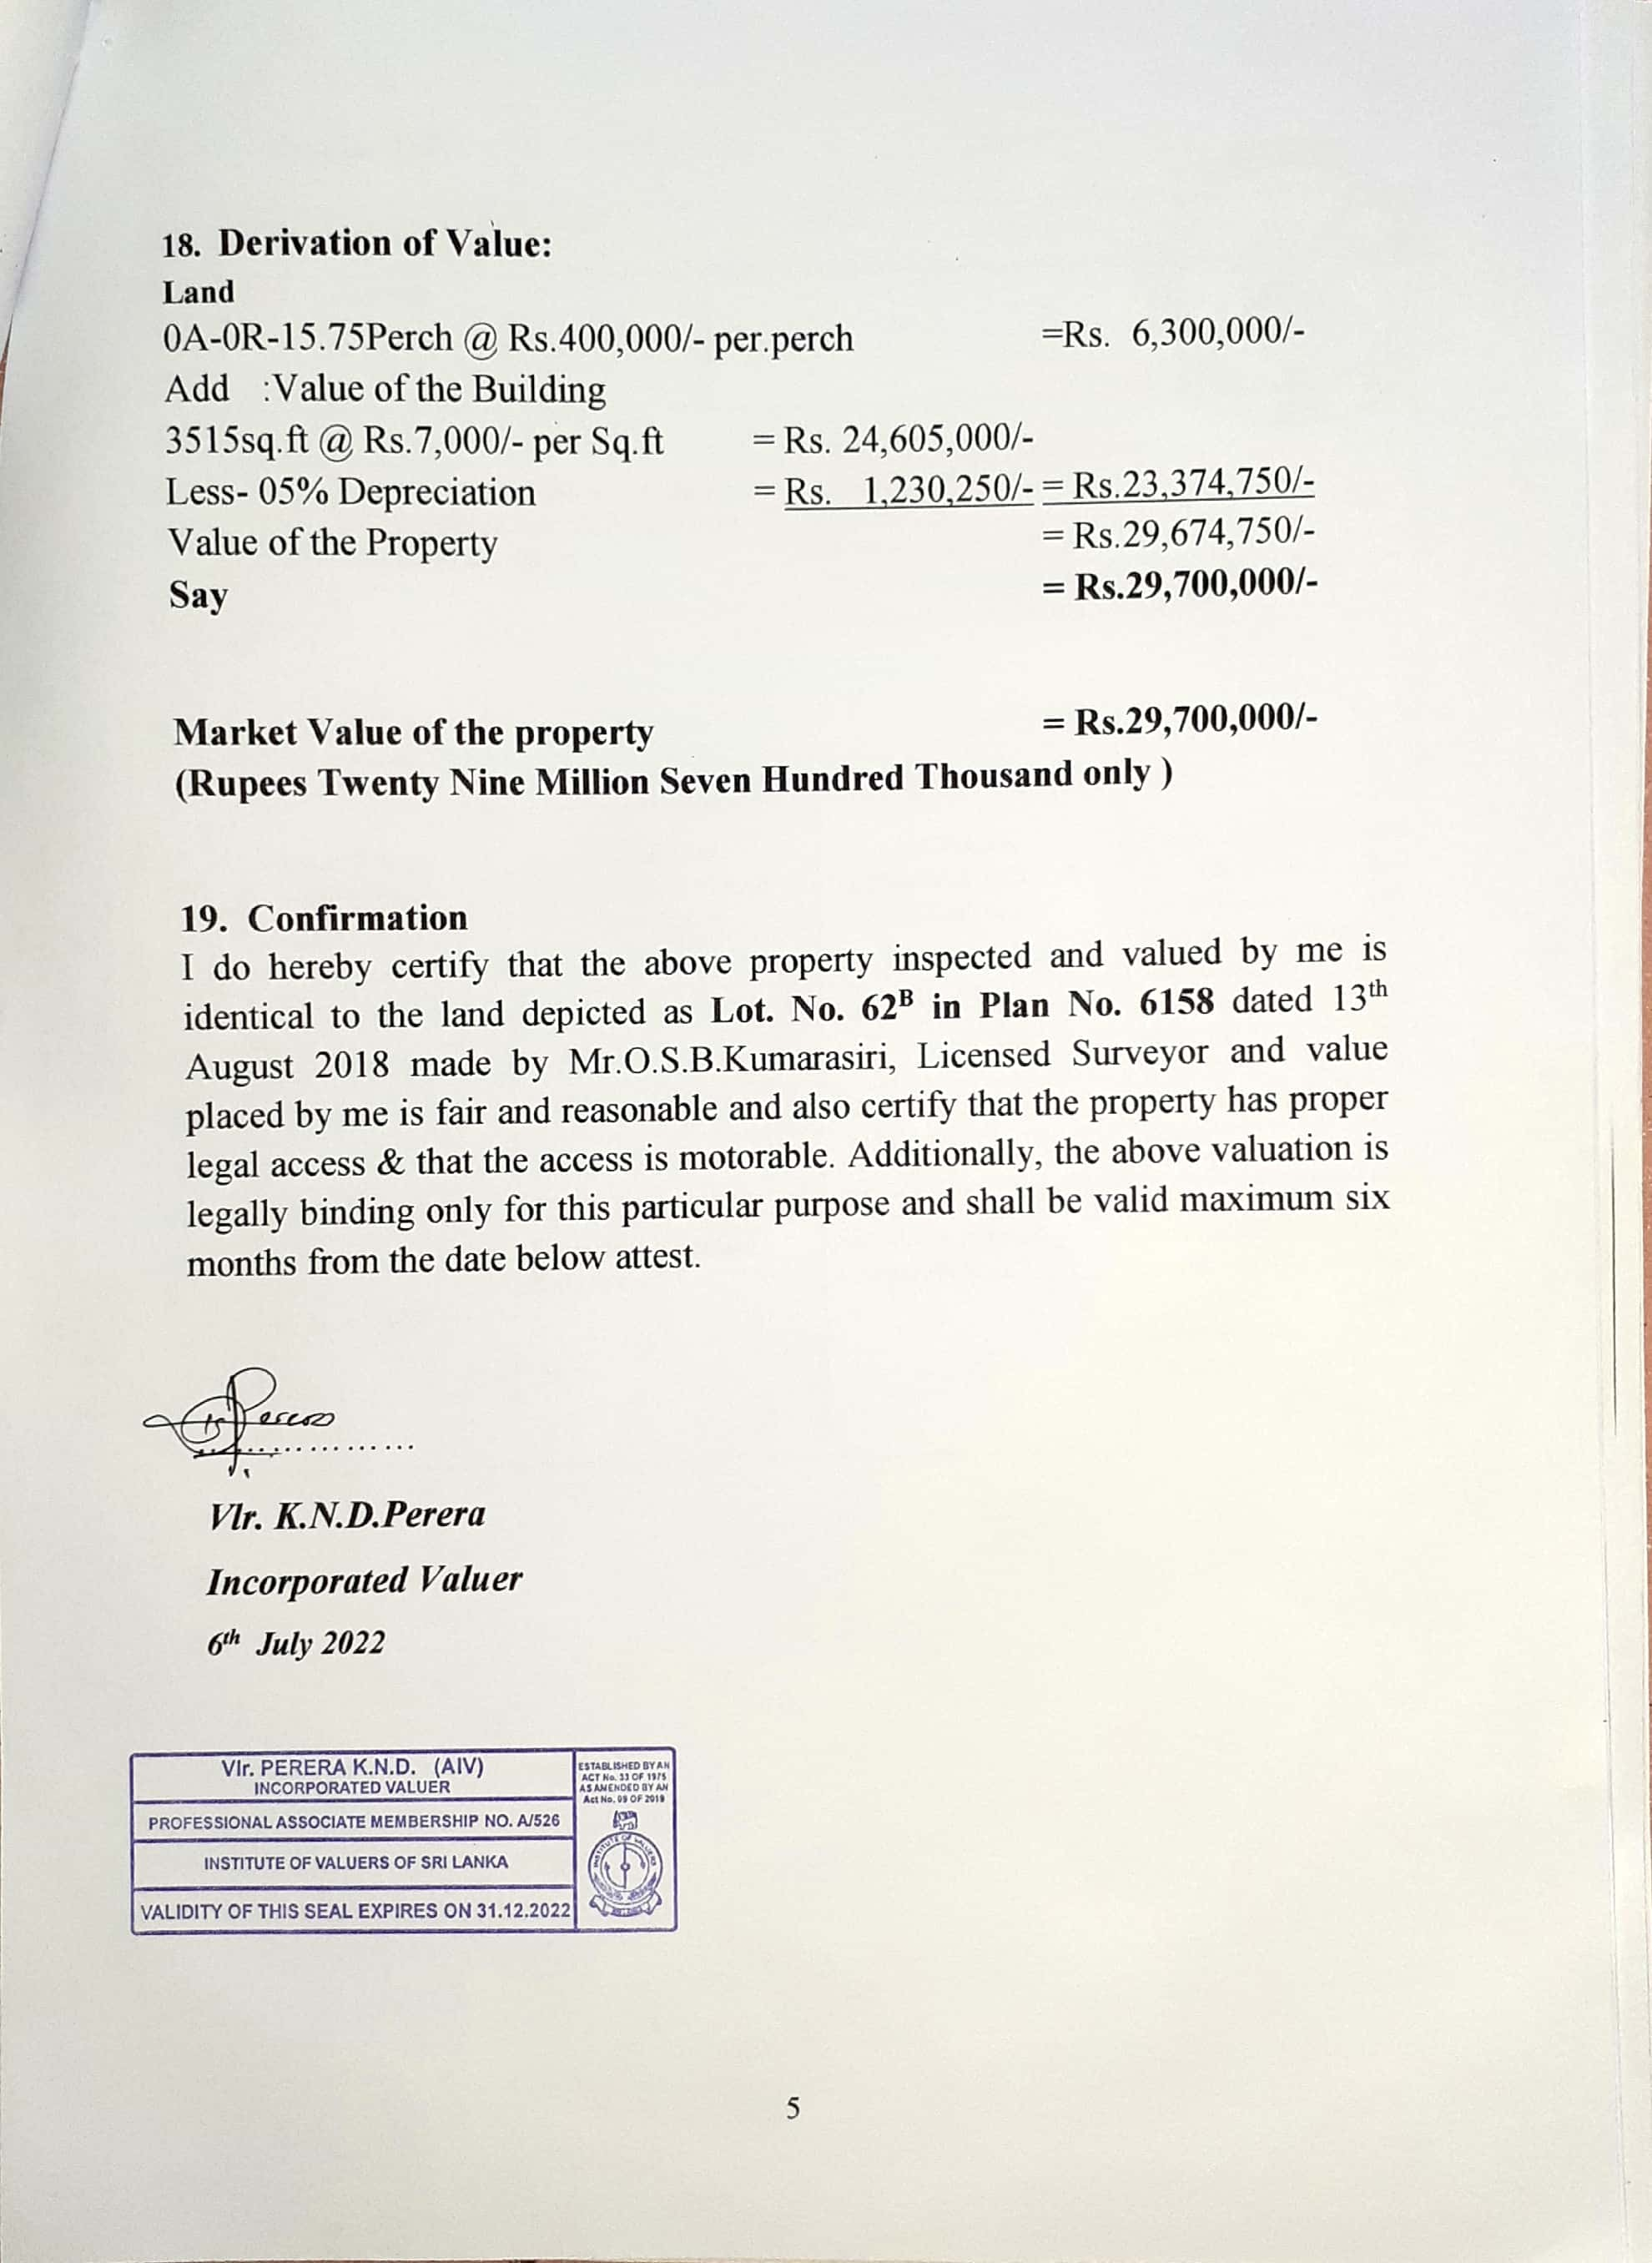 18. Derivation of Value:
Land
0A-0R-15.75Perch @ Rs.400,000/- per.perch =Rs. 6,300,000/-
Add :Value of the Building
3515sq.ft @ Rs.7,000/- per Sq.ft = Rs. 24,605,000/-
Less- 05% Depreciation = Rs. 1,230,250/- = Rs.23,374,750/-
Value of the Property = Rs.29,674,750/-
Say = Rs.29,700,000/-
Market Value of the property = Rs.29,700,000/-
(Rupees Twenty Nine Million Seven Hundred Thousand only )
19. Confirmation
I do hereby certify that the above property inspected and valued by me is
identical to the land depicted as Lot. No. 62ᴮ in Plan No. 6158 dated 13th
August 2018 made by Mr.O.S.B.Kumarasiri, Licensed Surveyor and value
placed by me is fair and reasonable and also certify that the property has proper
legal access & that the access is motorable. Additionally, the above valuation is
legally binding only for this particular purpose and shall be valid maximum six
months from the date below attest.
Perera
Vlr. K.N.D.Perera
Incorporated Valuer
6th July 2022
Vlr. PERERA K.N.D. (AIV)
INCORPORATED VALUER
PROFESSIONAL ASSOCIATE MEMBERSHIP NO. A/526
INSTITUTE OF VALUERS OF SRI LANKA
VALIDITY OF THIS SEAL EXPIRES ON 31.12.2022
ESTABLISHED BY AN
ACT No. 33 OF 1975
AS AMENDED BY AN
Act No. 09 OF 2019
5